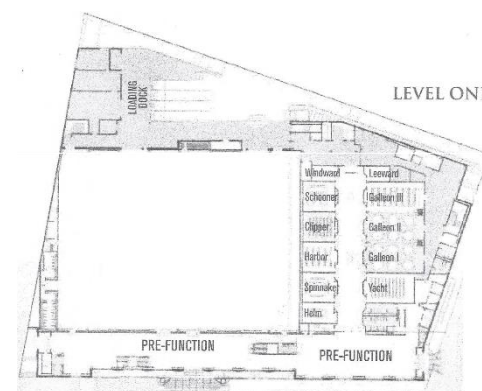 LOADING
DOCK
LEVEL ON
Windward
Leeward
Schooner
Galleon III
Clipper
Galleon II
Harbor
Galleon I
Spinnaker
Yacht
Helm
PRE-FUNCTION
PRE-FUNCTION